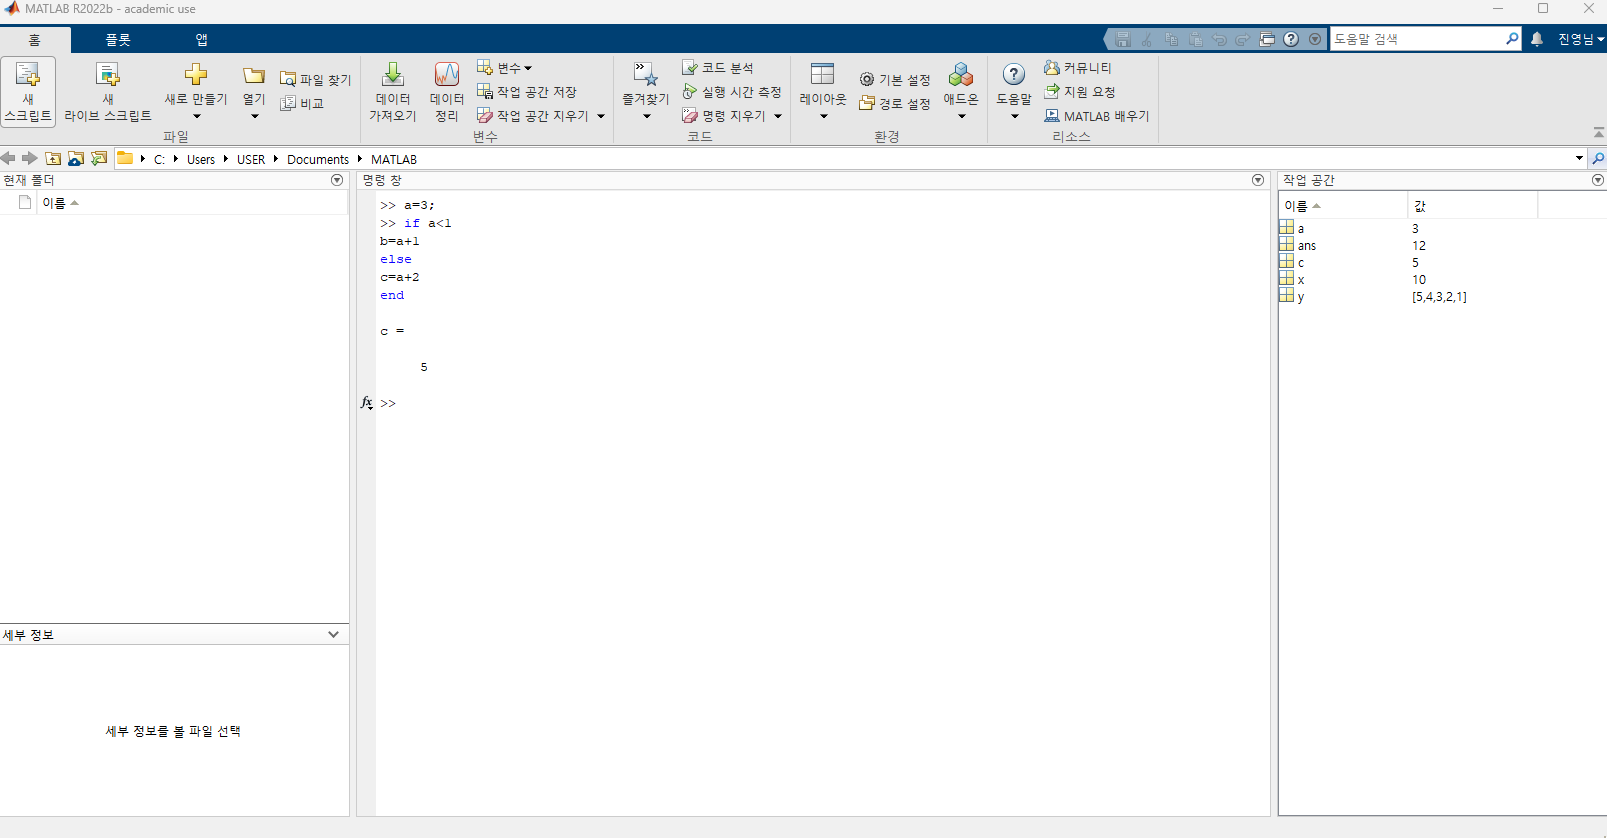 MATLAB R2022b - academic use
홈 플롯 앱
도움말 검색
진영님
새 스크립트
새 라이브 스크립트
새로 만들기
열기
파일 찾기
비교
파일
데이터 가져오기
데이터 정리
변수
작업 공간 저장
작업 공간 지우기
변수
즐겨찾기
코드 분석
실행 시간 측정
명령 지우기
코드
레이아웃
기본 설정
경로 설정
애드온
환경
도움말
커뮤니티
지원 요청
MATLAB 배우기
리소스
C: Users USER Documents MATLAB
현재 폴더
이름
세부 정보
세부 정보를 볼 파일 선택
명령 창
>> a=3;
>> if a<1
b=a+1
else
c=a+2
end
c =
5
fx >>
작업 공간
이름 값
a 3
ans 12
c 5
x 10
y [5,4,3,2,1]